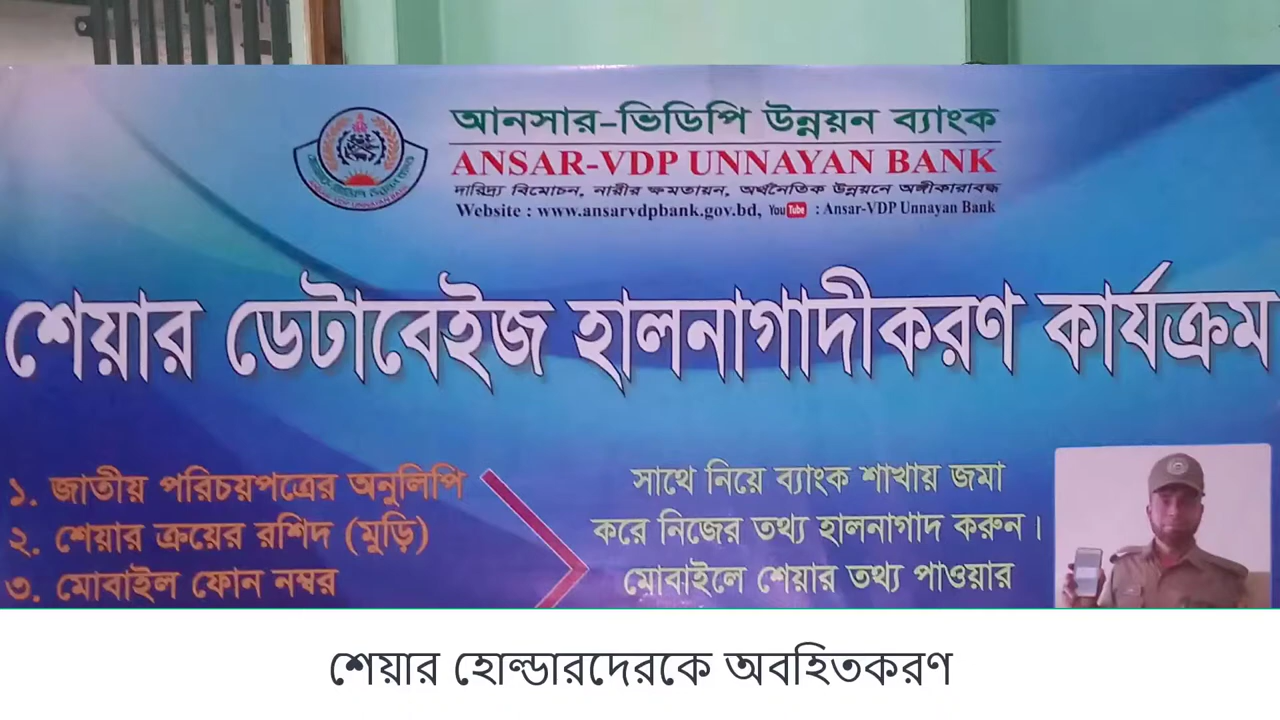 আনসার-ভিডিপি উন্নয়ন ব্যাংক
ANSAR-VDP UNNAYAN BANK
দারিদ্র্য বিমোচন, নারীর ক্ষমতায়ন, অর্থনৈতিক উন্নয়নে অঙ্গীকারাবদ্ধ
Website : www.ansarvdpbank.gov.bd, YouTube : Ansar-VDP Unnayan Bank
শেয়ার ডেটাবেইজ হালনাগাদীকরণ কার্যক্রম
১. জাতীয় পরিচয়পত্রের অনুলিপি
২. শেয়ার ক্রয়ের রশিদ (মুড়ি)
৩. মোবাইল ফোন নম্বর
সাথে নিয়ে ব্যাংক শাখায় জমা
করে নিজের তথ্য হালনাগাদ করুন।
মোবাইলে শেয়ার তথ্য পাওয়ার
শেয়ার হোল্ডারদেরকে অবহিতকরণ